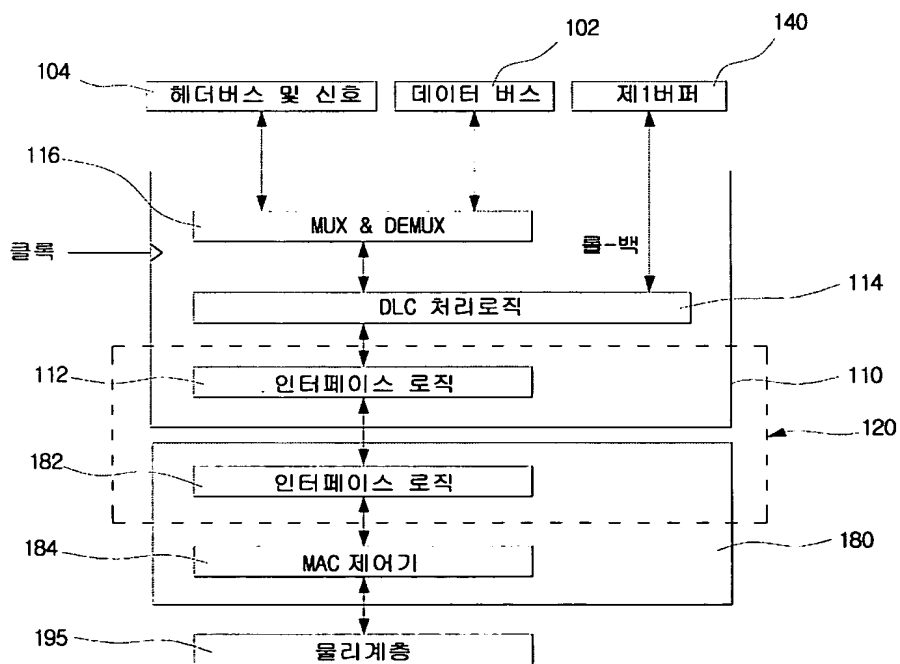 102
140
104
헤더버스 및 신호
데이터 버스
제1버퍼
116
MUX & DEMUX
클록
롤-백
114
DLC 처리로직
112
인터페이스 로직
110
120
182
인터페이스 로직
184
MAC 제어기
180
195
물리계층